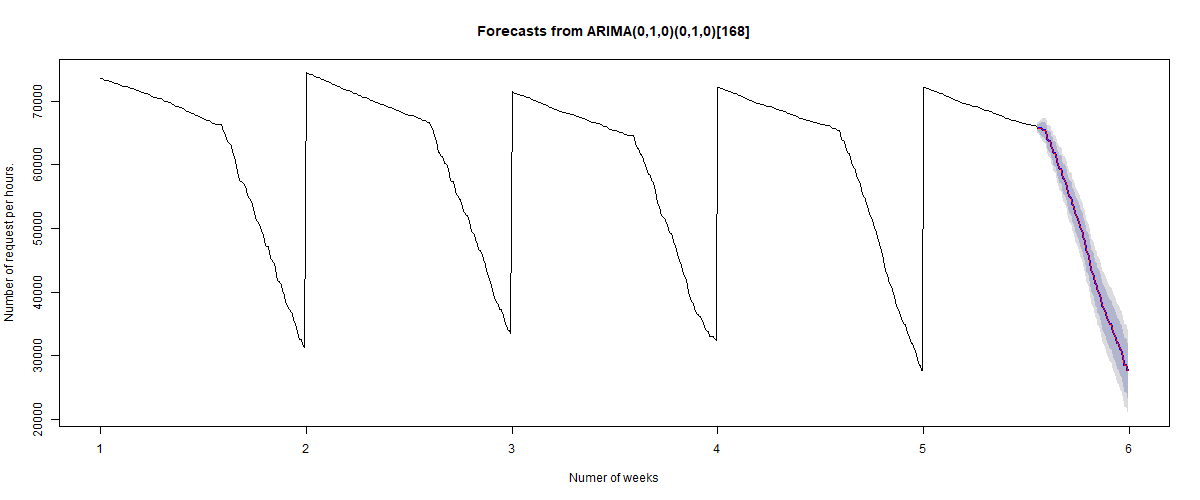 Forecasts from ARIMA(0,1,0)(0,1,0)[168]
Number of request per hours.
70000
60000
50000
40000
30000
20000
1 2 3 4 5 6
Numer of weeks